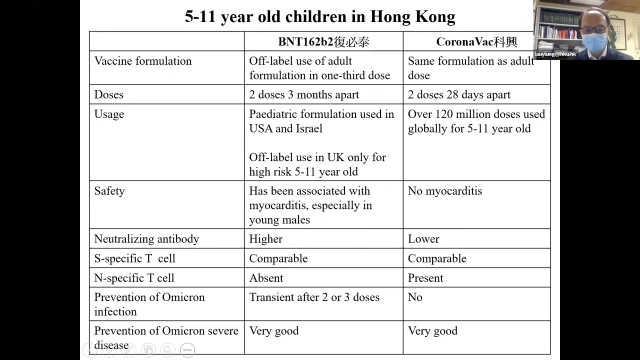 5-11 year old children in Hong Kong
BNT162b2復必泰 CoronaVac科興
Vaccine formulation Off-label use of adult Same formulation as adult
formulation in one-third dose dose
Doses 2 doses 3 months apart 2 doses 28 days apart
Usage Paediatric formulation used in Over 120 million doses used
USA and Israel globally for 5-11 year old
Off-label use in UK only for
high risk 5-11 year old
Safety Has been associated with No myocarditis
myocarditis, especially in
young males
Neutralizing antibody Higher Lower
S-specific T cell Comparable Comparable
N-specific T cell Absent Present
Prevention of Omicron Transient after 2 or 3 doses No
infection
Prevention of Omicron severe Very good Very good
disease